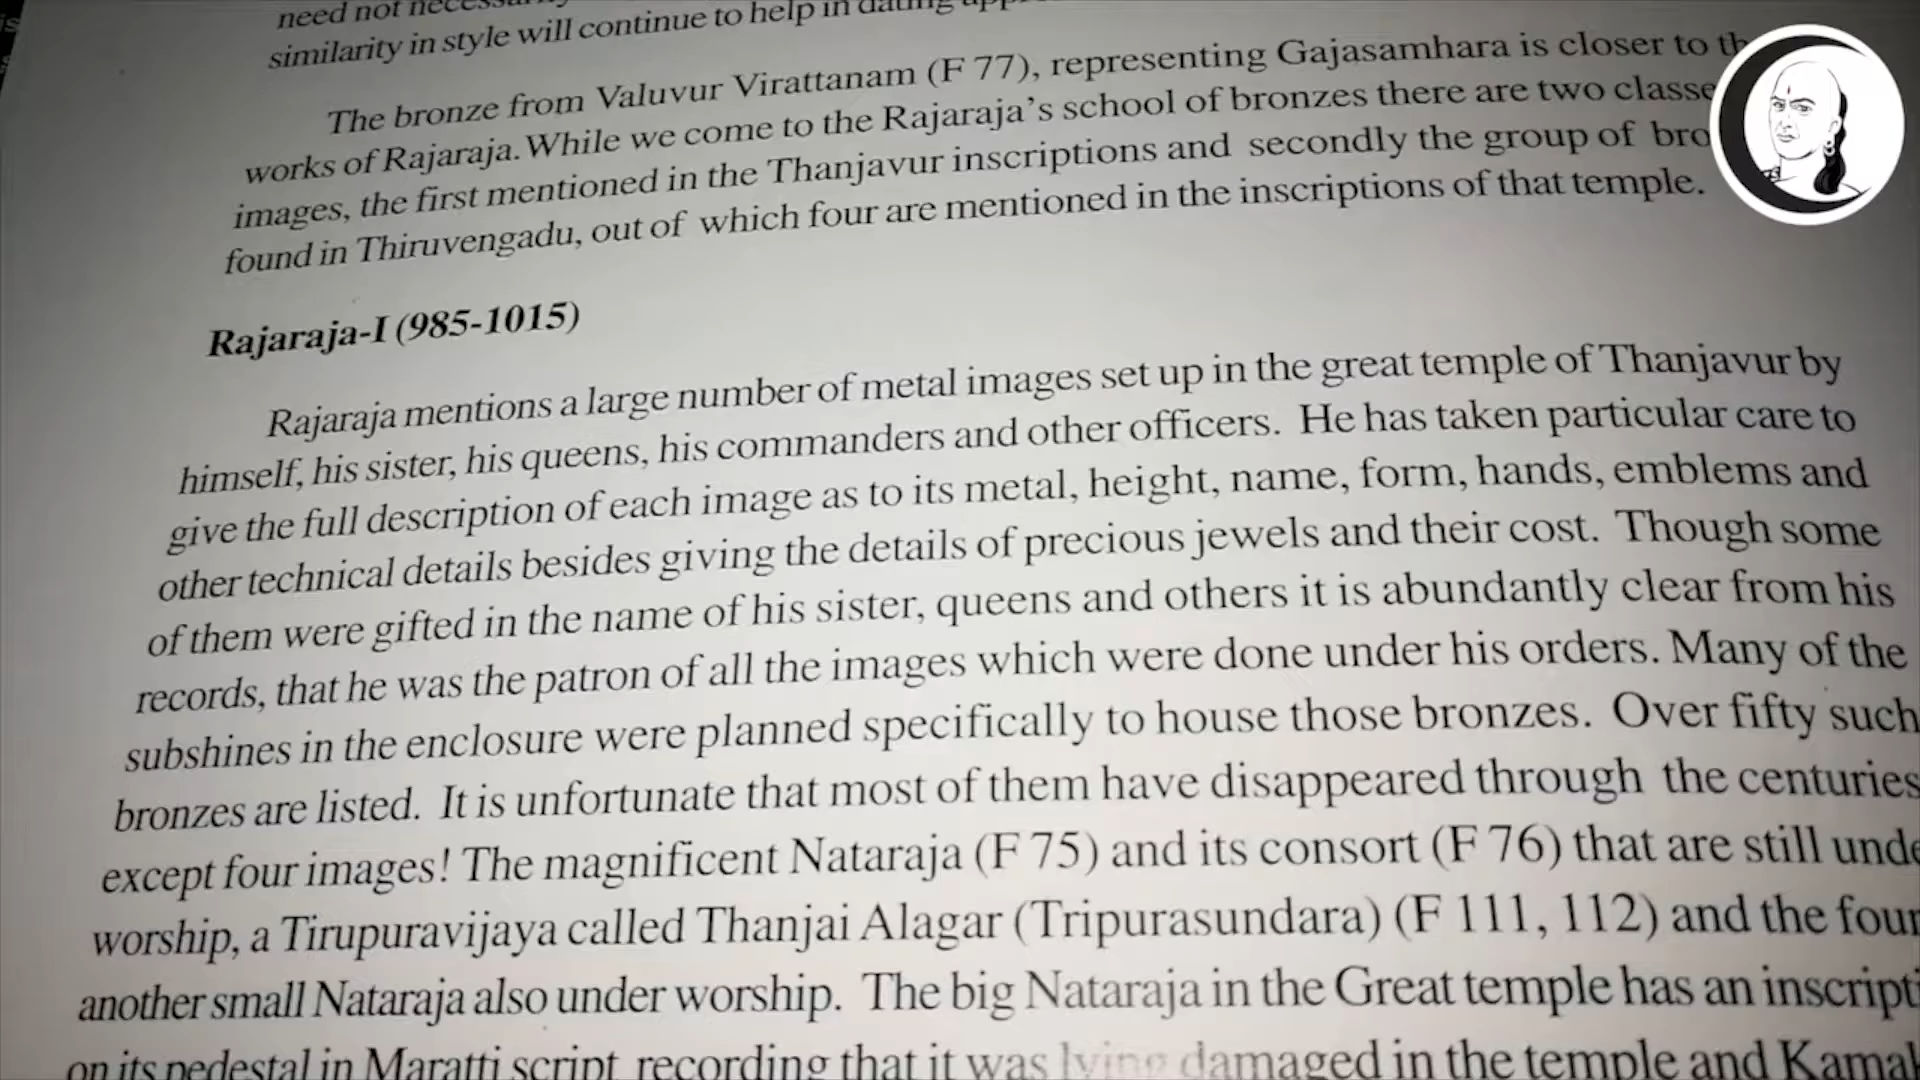 need not
similarity in style will continue to help in dating
The bronze from Valuvur Virattanam (F 77), representing Gajasamhara is closer to
works of Rajaraja. While we come to the Rajaraja's school of bronzes there are two classe
images, the first mentioned in the Thanjavur inscriptions and secondly the group of bro
found in Thiruvengadu, out of which four are mentioned in the inscriptions of that temple.
Rajaraja-I (985-1015)
Rajaraja mentions a large number of metal images set up in the great temple of Thanjavur by
himself, his sister, his queens, his commanders and other officers. He has taken particular care to
give the full description of each image as to its metal, height, name, form, hands, emblems and
other technical details besides giving the details of precious jewels and their cost. Though some
of them were gifted in the name of his sister, queens and others it is abundantly clear from his
records, that he was the patron of all the images which were done under his orders. Many of the
subshines in the enclosure were planned specifically to house those bronzes. Over fifty such
bronzes are listed. It is unfortunate that most of them have disappeared through the centuries
except four images! The magnificent Nataraja (F 75) and its consort (F 76) that are still unde
worship, a Tirupuravijaya called Thanjai Alagar (Tripurasundara) (F 111, 112) and the four
another small Nataraja also under worship. The big Nataraja in the Great temple has an inscripti
on its pedestal in Maratti script recording that it was lying damaged in the temple and Kamak